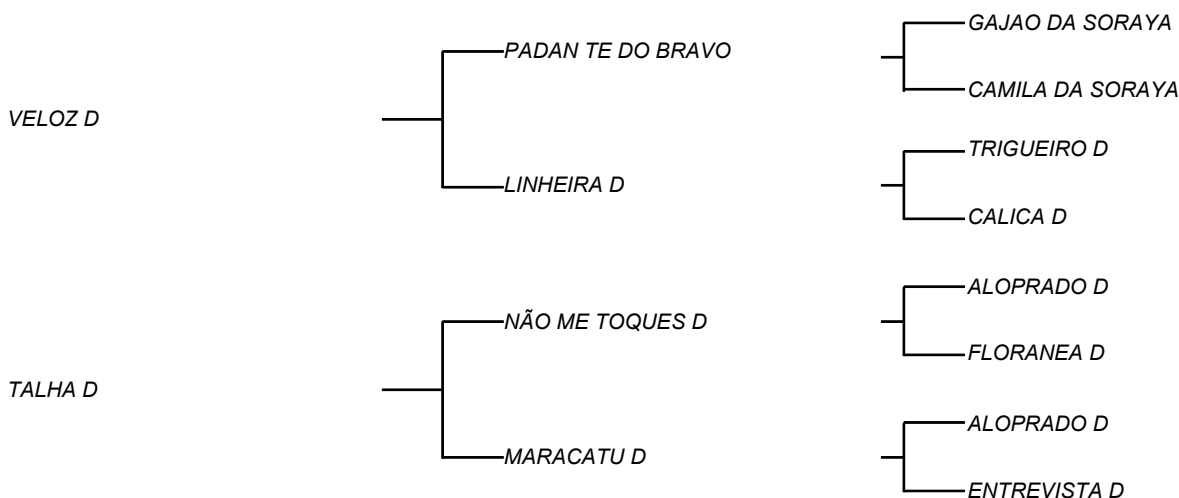 GAJAO DA SORAYA
PADAN TE DO BRAVO
CAMILA DA SORAYA
VELOZ D
TRIGUEIRO D
LINHEIRA D
CALICA D
ALOPRADO D
NÃO ME TOQUES D
FLORANEA D
TALHA D
ALOPRADO D
MARACATU D
ENTREVISTA D